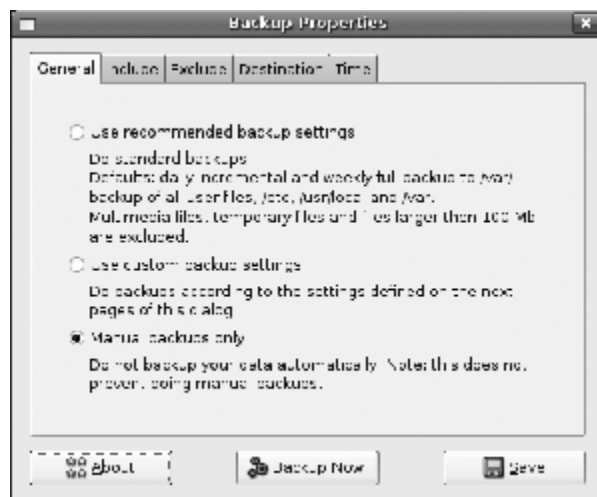 Backup Properties
General Include Exclude Destination Time
Use recommended backup settings
Do standard backups
Defaults: daily incremental and weekly full backup to /var/
backup of all user files, /etc, /usr/local and /var.
Multimedia files, temporary files and files larger then 100 Mb
are excluded.
Use custom backup settings
Do backups according to the settings defined on the next
pages of this dialog
Manual backups only
Do not backup your data automatically. Note: this does not
prevent doing manual backups.
About Backup Now Save